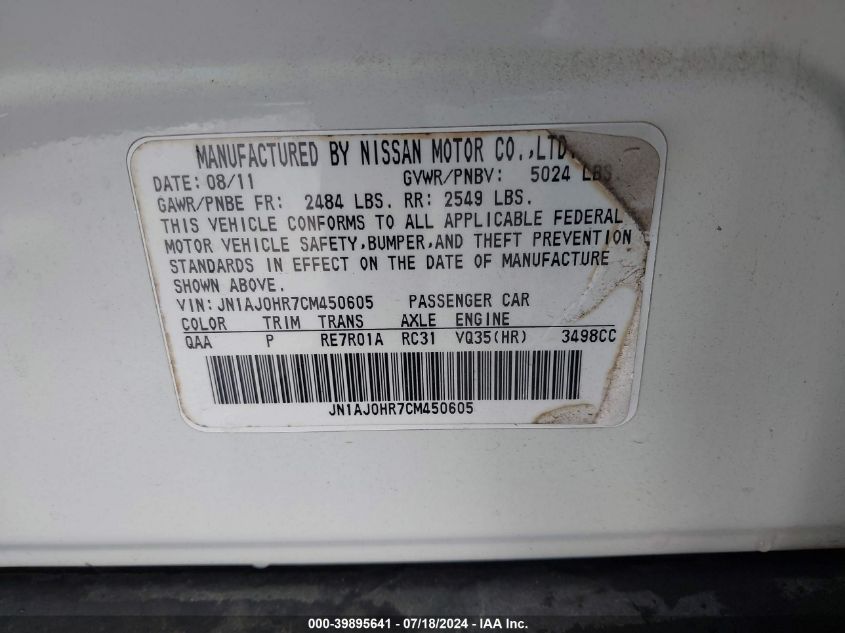 MANUFACTURED BY NISSAN MOTOR CO.,LTD.
DATE: 08/11 GVWR/PNBV: 5024 LBS.
GAWR/PNBE FR: 2484 LBS. RR: 2549 LBS.
THIS VEHICLE CONFORMS TO ALL APPLICABLE FEDERAL
MOTOR VEHICLE SAFETY,BUMPER,AND THEFT PREVENTION
STANDARDS IN EFFECT ON THE DATE OF MANUFACTURE
SHOWN ABOVE.
VIN: JN1AJ0HR7CM450605 PASSENGER CAR
COLOR TRIM TRANS AXLE ENGINE
QAA P RE7R01A RC31 VQ35(HR) 3498CC
JN1AJ0HR7CM450605
000-39895641 - 07/18/2024 - IAA Inc.